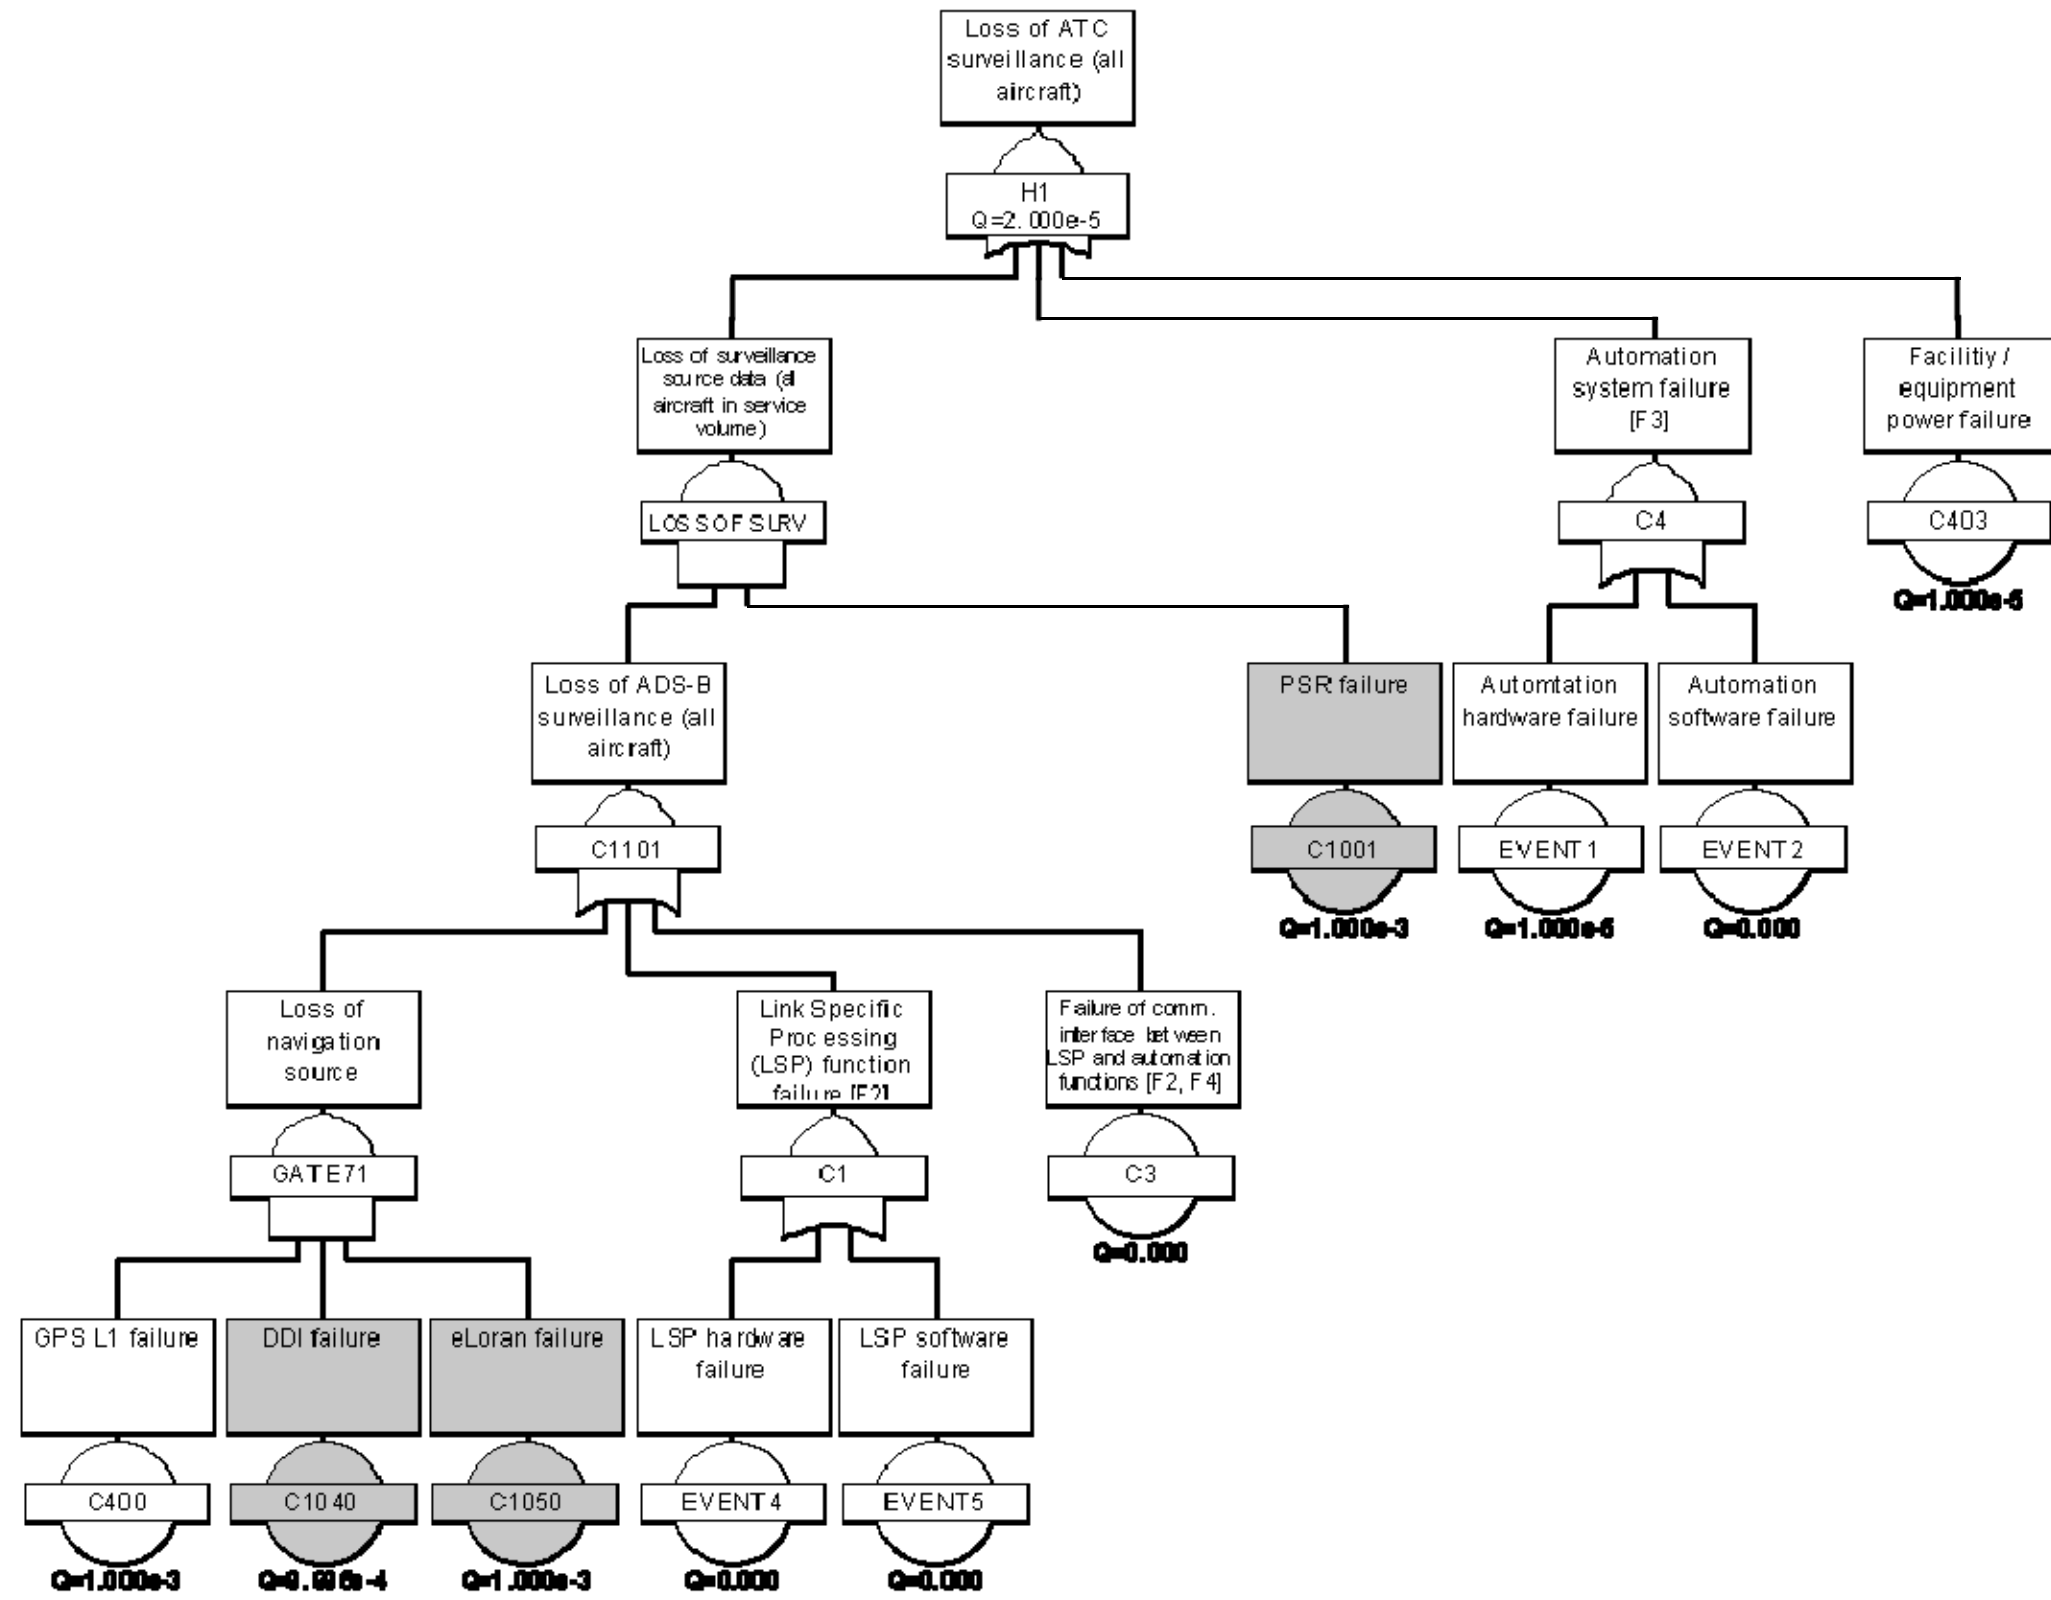 Loss of ATC
surveillance (all
aircraft)
H1
Q=2.000e-5
Loss of surveillance
source data (all
aircraft in service
volume)
LOSSOFSURV
Automation
system failure
[F3]
C4
Facilitiy /
equipment
power failure
C403
Q=1.000e-5
Loss of ADS-B
surveillance (all
aircraft)
C1101
PSR failure
C1001
Q=1.000e-3
Automtation
hardware failure
EVENT1
Q=1.000e-5
Automation
software failure
EVENT2
Q=0.000
Loss of
navigation
source
GATE71
Link Specific
Processing
(LSP) function
failure [F2]
C1
Failure of comm.
interface between
LSP and automation
functions [F2, F4]
C3
Q=0.000
GPS L1 failure
C400
Q=1.000e-3
DDI failure
C1040
eLoran failure
C1050
Q=1.000e-3
LSP hardware
failure
EVENT4
Q=0.000
LSP software
failure
EVENT5
Q=0.000